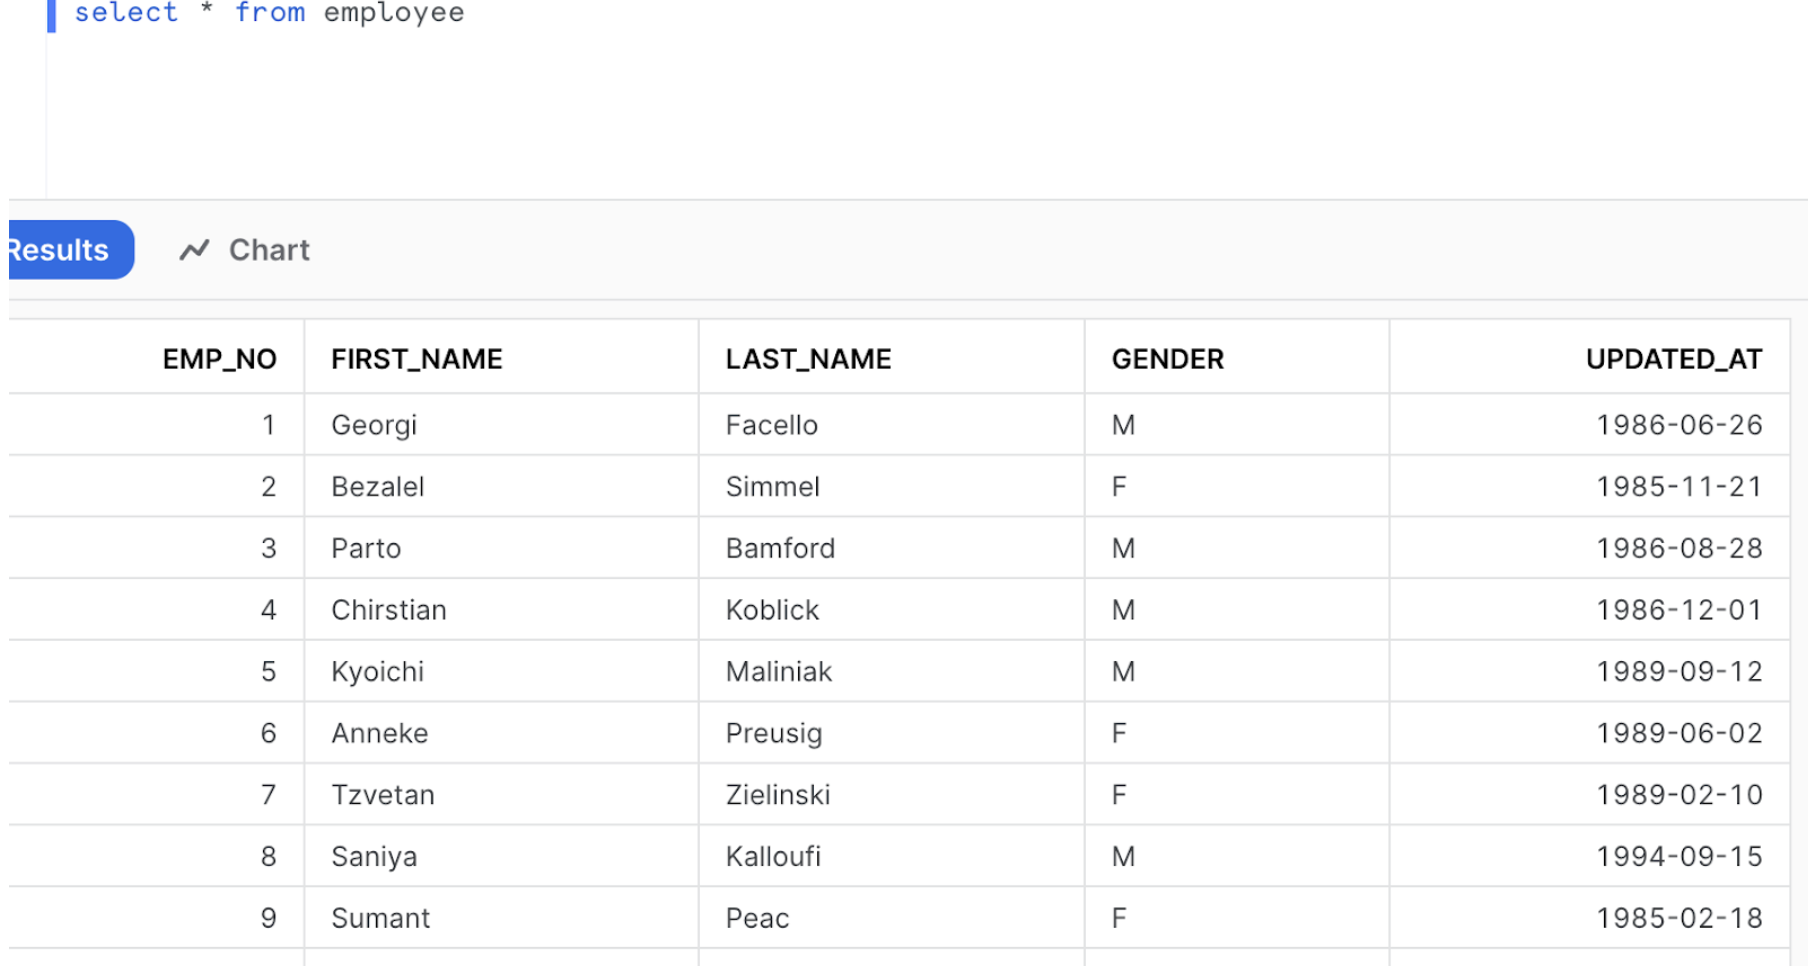 select * from employee
Results Chart
EMP_NO FIRST_NAME LAST_NAME GENDER UPDATED_AT
1 Georgi Facello M 1986-06-26
2 Bezalel Simmel F 1985-11-21
3 Parto Bamford M 1986-08-28
4 Chirstian Koblick M 1986-12-01
5 Kyoichi Maliniak M 1989-09-12
6 Anneke Preusig F 1989-06-02
7 Tzvetan Zielinski F 1989-02-10
8 Saniya Kalloufi M 1994-09-15
9 Sumant Peac F 1985-02-18